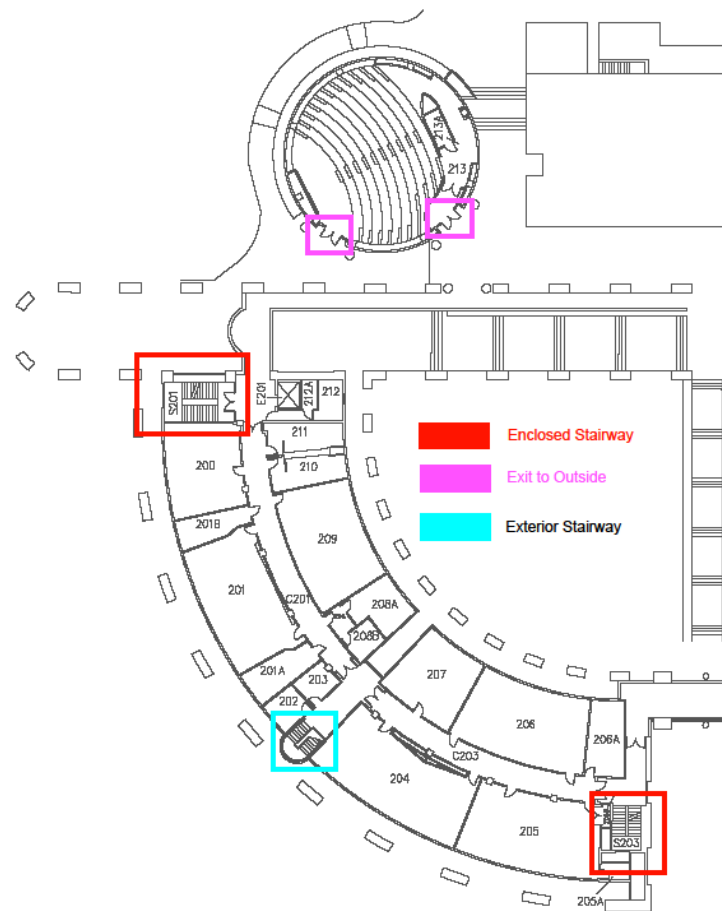 213A
213
S201
E201
212A
212
211
210
200
201B
209
201
C201
208A
208B
201A
203
202
207
206
206A
C203
204
205
S203
205A
Enclosed Stairway
Exit to Outside
Exterior Stairway